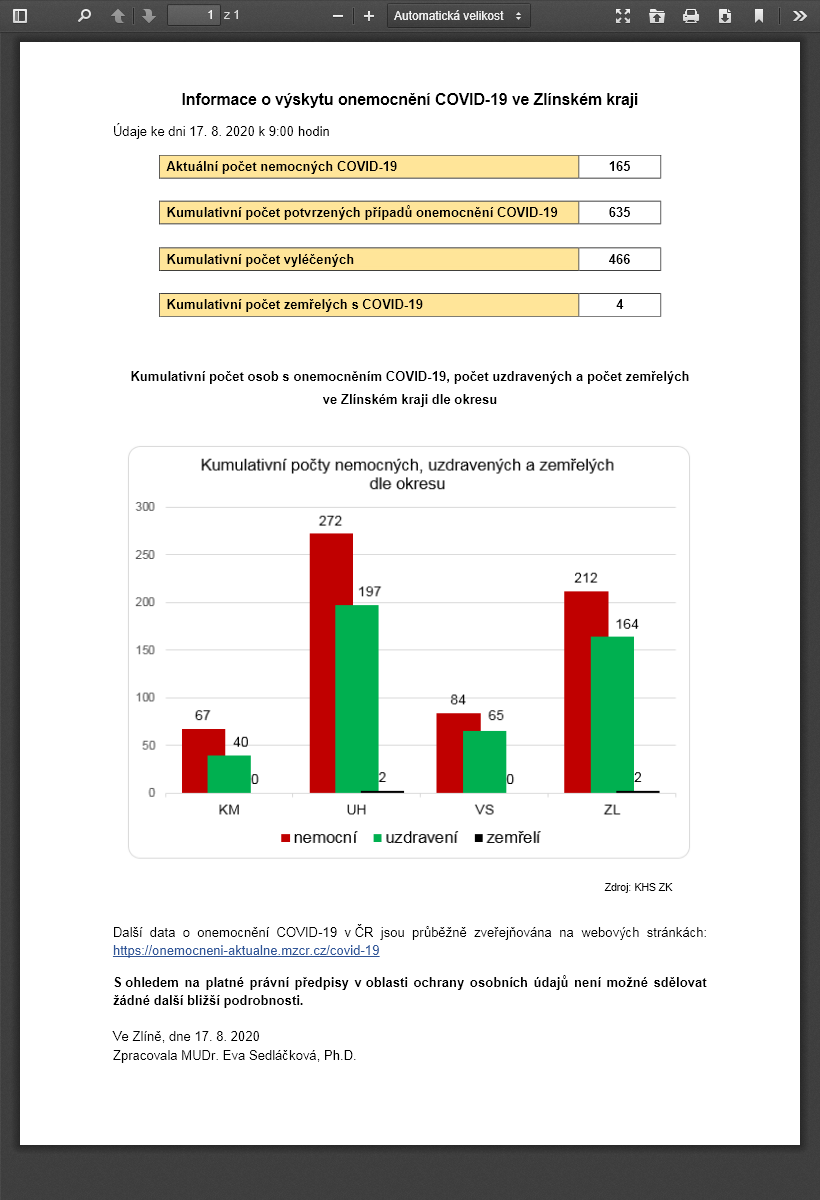 1 z 1 Automatická velikost
Informace o výskytu onemocnění COVID-19 ve Zlínském kraji
Údaje ke dni 17. 8. 2020 k 9:00 hodin
Aktuální počet nemocných COVID-19 165
Kumulativní počet potvrzených případů onemocnění COVID-19 635
Kumulativní počet vyléčených 466
Kumulativní počet zemřelých s COVID-19 4
Kumulativní počet osob s onemocněním COVID-19, počet uzdravených a počet zemřelých
ve Zlínském kraji dle okresu
Kumulativní počty nemocných, uzdravených a zemřelých
dle okresu
300
250
200
150
100
50
0
67 40 0
272 197 2
84 65 0
212 164 2
KM UH VS ZL
nemocní uzdravení zemřelí
Zdroj: KHS ZK
Další data o onemocnění COVID-19 v ČR jsou průběžně zveřejňována na webových stránkách:
https://onemocneni-aktualne.mzcr.cz/covid-19
S ohledem na platné právní předpisy v oblasti ochrany osobních údajů není možné sdělovat
žádné další bližší podrobnosti.
Ve Zlíně, dne 17. 8. 2020
Zpracovala MUDr. Eva Sedláčková, Ph.D.